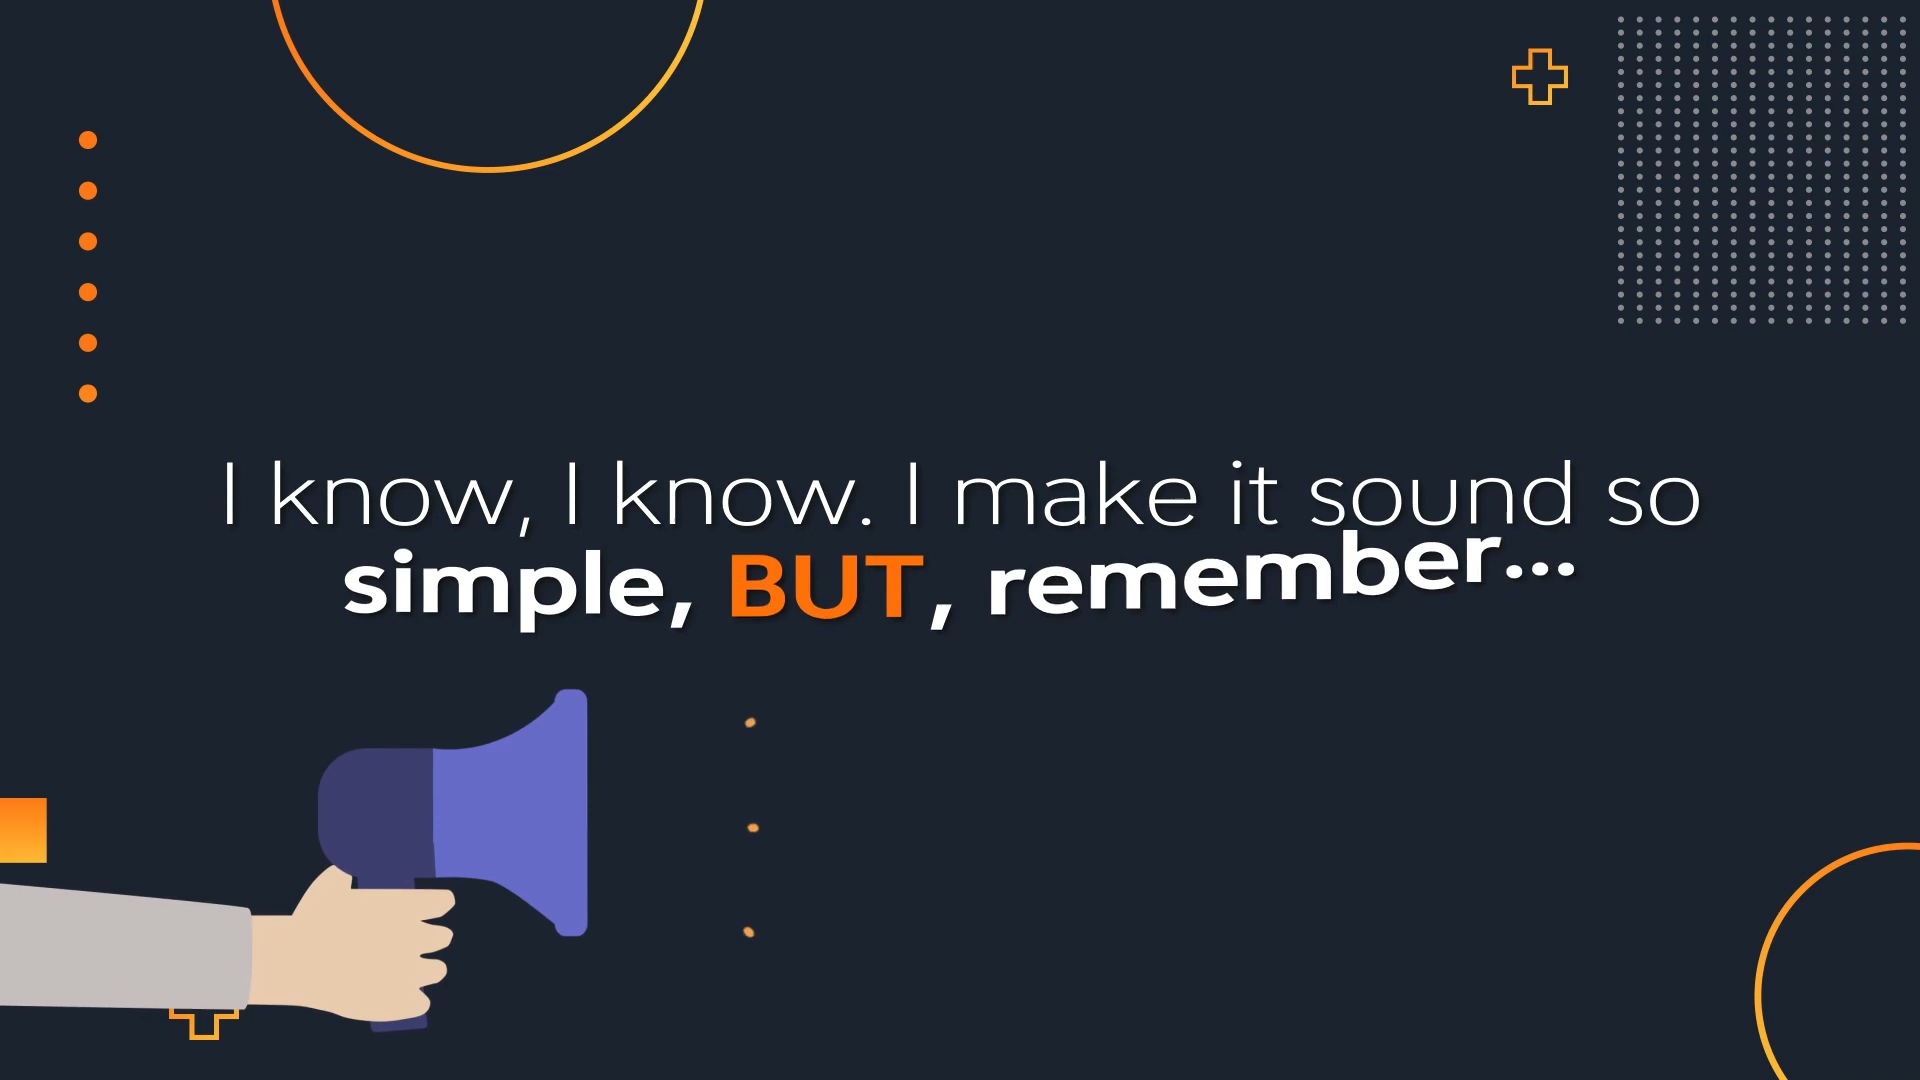 I know, I know. I make it sound so
simple, BUT, remember...